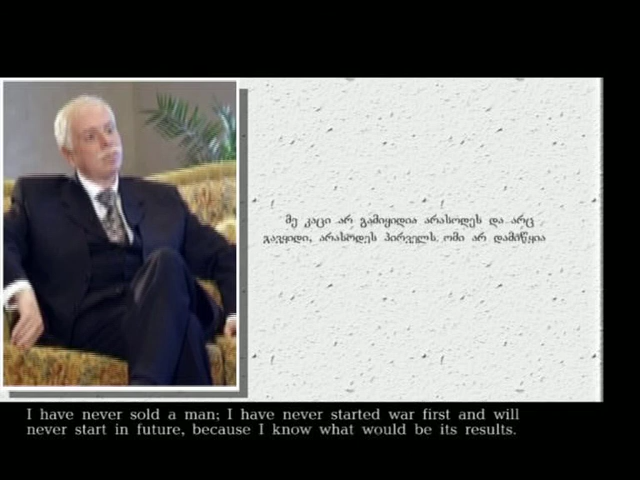 მე კაცი არ გამიყიდია არასოდეს და არც
გავყიდი, არასოდეს პირველს ომი არ დამიწყია
I have never sold a man; I have never started war first and will
never start in future, because I know what would be its results.